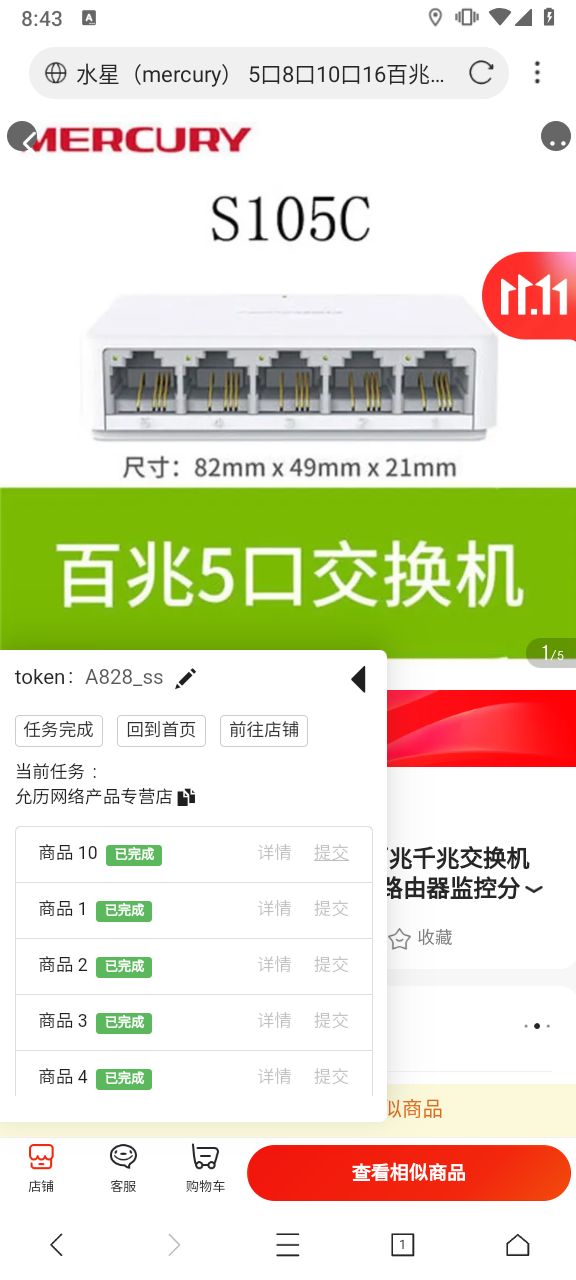 8:43
A
水星（mercury） 5口8口10口16百兆...
MERCURY
S105C
11.11
5 4 3 2 1
尺寸：82mm x 49mm x 21mm
百兆5口交换机
1/5
token： A828_ss
任务完成 回到首页 前往店铺
当前任务 :
允历网络产品专营店
商品 10 已完成 详情 提交
兆千兆交换机
商品 1 已完成 详情 提交
路由器监控分
收藏
商品 2 已完成 详情 提交
商品 3 已完成 详情 提交
商品 4 已完成 详情 提交
似商品
店铺 客服 购物车 查看相似商品
1